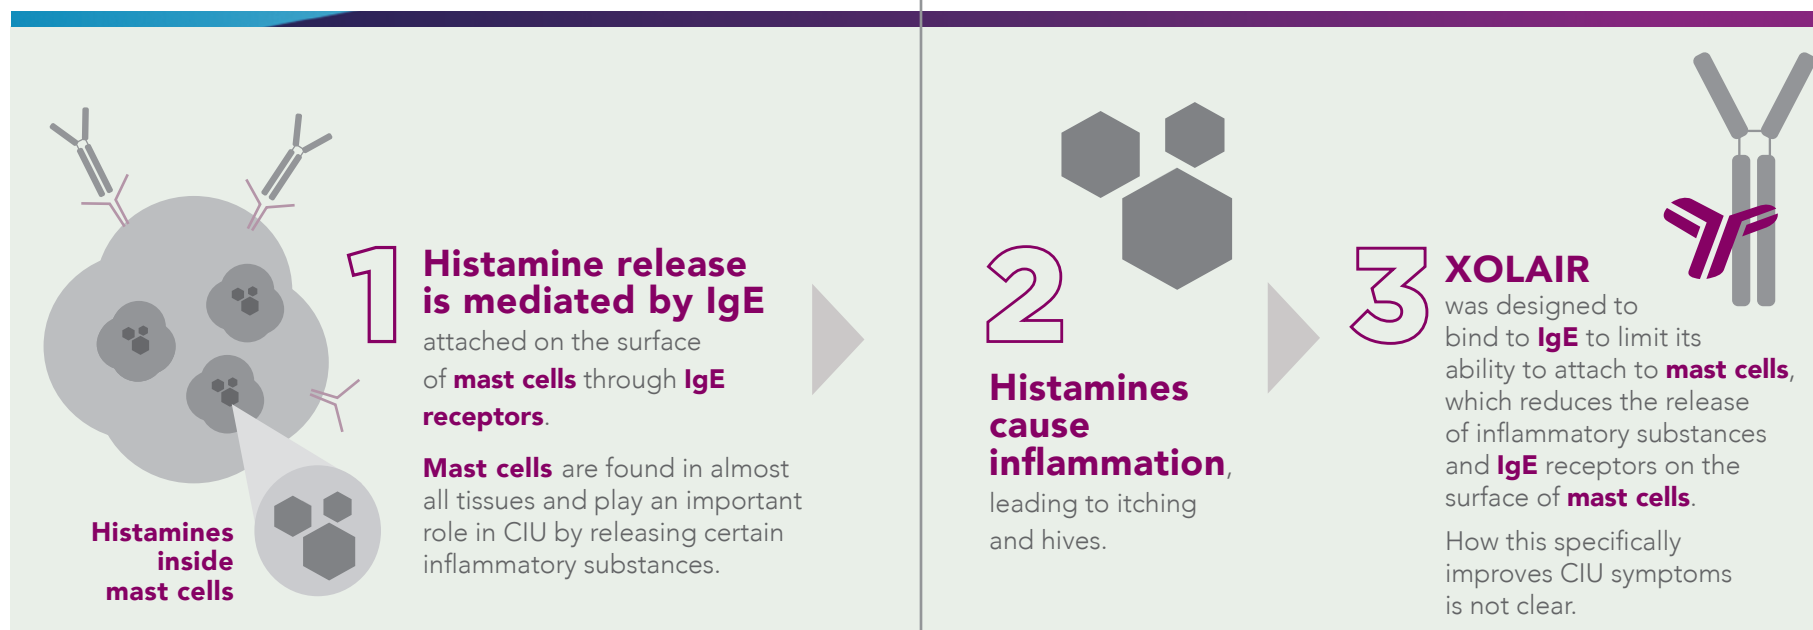 1
Histamine release
is mediated by IgE
attached on the surface
of mast cells through IgE
receptors.
Mast cells are found in almost
all tissues and play an important
role in CIU by releasing certain
inflammatory substances.
Histamines
inside
mast cells
2
Histamines
cause
inflammation,
leading to itching
and hives.
3
XOLAIR
was designed to
bind to IgE to limit its
ability to attach to mast cells,
which reduces the release
of inflammatory substances
and IgE receptors on the
surface of mast cells.
How this specifically
improves CIU symptoms
is not clear.